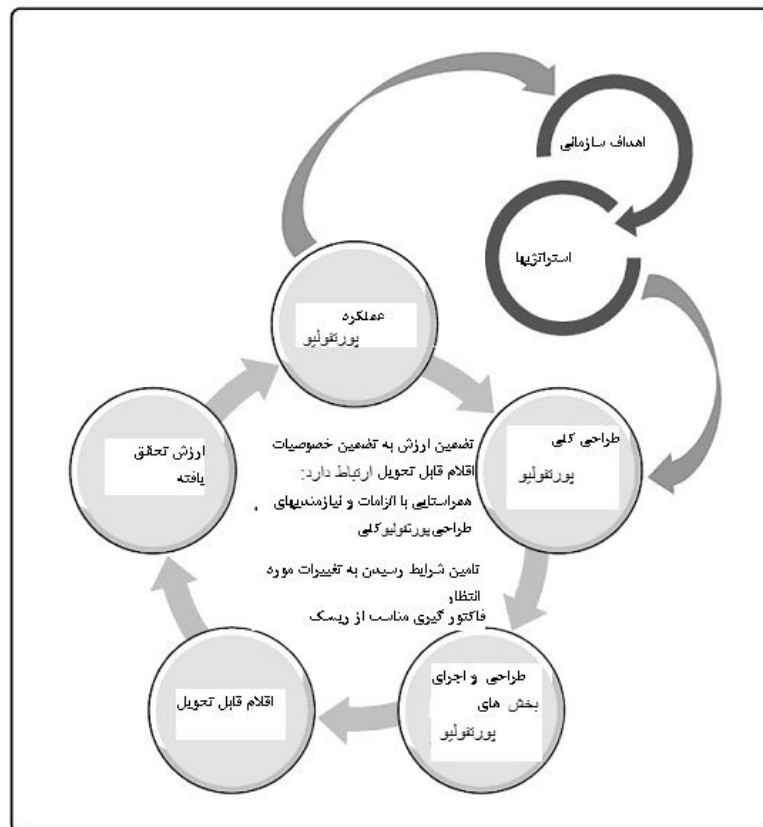 اهداف سازمانی
استراتژیها
عملکرد
پورتفولیو
طراحی کلی
پورتفولیو
ارزش تحقق
یافته
تضمین ارزش به تضمین خصوصیات
اقلام قابل تحویل ارتباط دارد:
همراستایی با الزامات و نیازمندیهای ,
طراحی پورتفولیو کلی
تامین شرایط رسیدن به تغییرات مورد
انتظار
فاکتور گیری مناسب از ریسک
طراحی و اجرای
بخش های
پورتفولیو
اقلام قابل تحویل